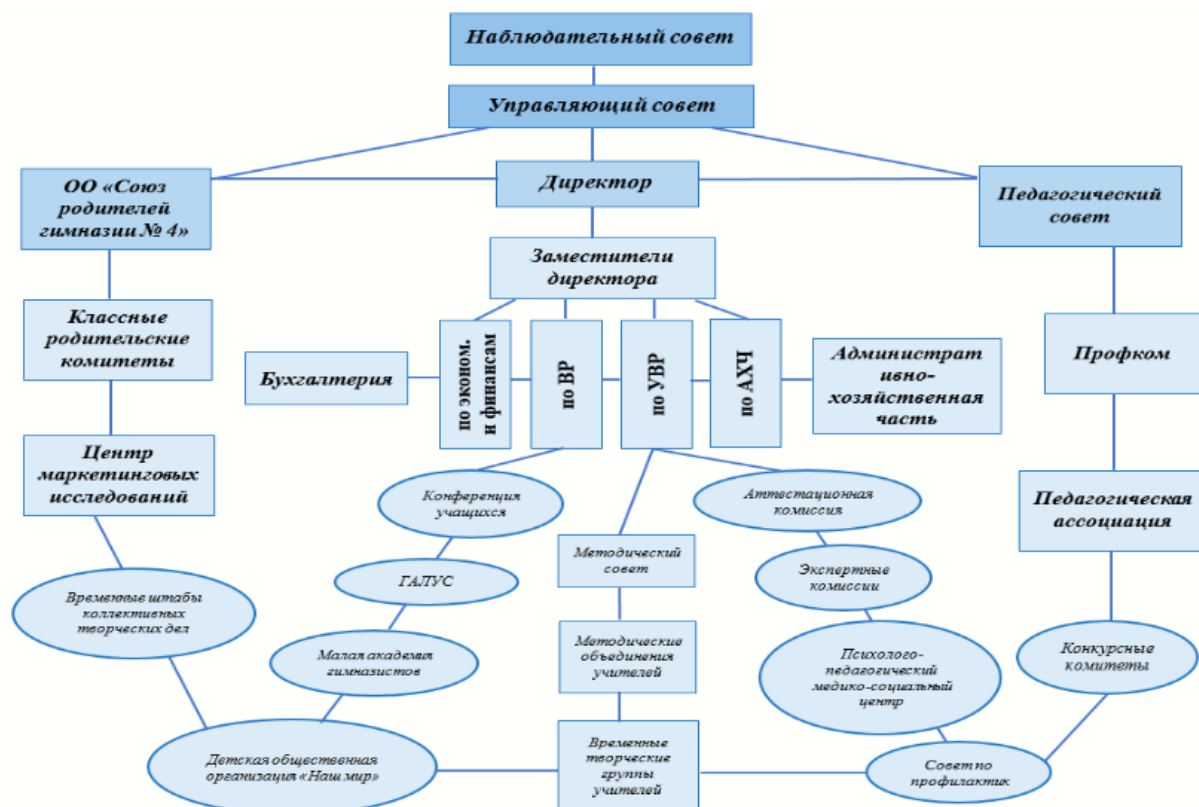 Наблюдательный совет
Управляющий совет
ОО «Союз
родителей
гимназии № 4»
Директор
Педагогический
совет
Заместители
директора
Классные
родительские
комитеты
Бухгалтерия
по эконом.
и финансам
по ВР
по УВР
по АХЧ
Администрат
ивно-
хозяйственная
часть
Профком
Центр
маркетинговых
исследований
Конференция
учащихся
Аттестационная
комиссия
Педагогическая
ассоциация
Методический
совет
ГАЛУС
Экспертные
комиссии
Временные штабы
коллективных
творческих дел
Малая академия
гимназистов
Методические
объединения
учителей
Психолого-
педагогический
медико-социальный
центр
Конкурсные
комитеты
Детская общественная
организация «Наш мир»
Временные
творческие
группы
учителей
Совет по
профилактик